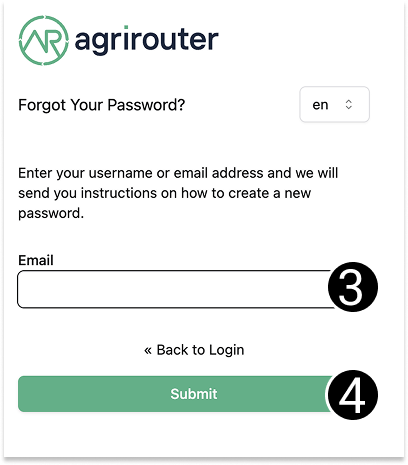 AR agrirouter
Forgot Your Password?
en
Enter your username or email address and we will
send you instructions on how to create a new
password.
Email
3
« Back to Login
Submit
4